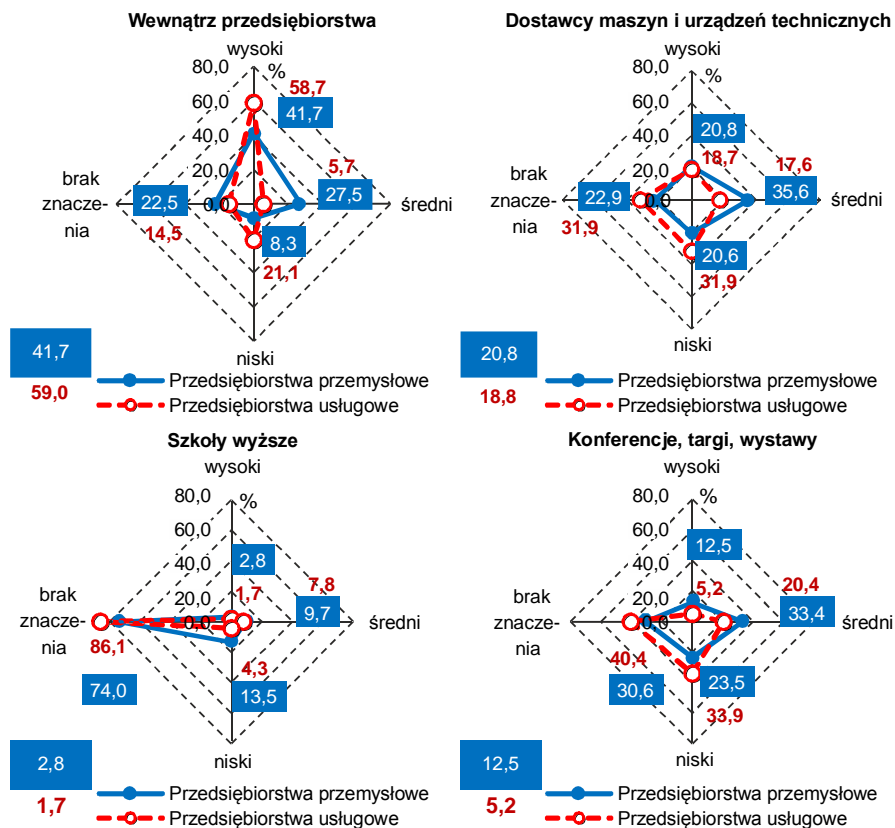 Wewnątrz przedsiębiorstwa
wysoki
80,0
%
58,7
60,0
41,7
40,0
5,7
20,0
brak
znacze-
nia
22,5
0,0
27,5
średni
14,5
8,3
21,1
niski
41,7
59,0
Przedsiębiorstwa przemysłowe
Przedsiębiorstwa usługowe
Dostawcy maszyn i urządzeń technicznych
wysoki
80,0
%
60,0
20,8
40,0
18,7
17,6
20,0
brak
znacze-
nia
22,9
0,0
35,6
średni
31,9
20,6
31,9
niski
20,8
18,8
Przedsiębiorstwa przemysłowe
Przedsiębiorstwa usługowe
Szkoły wyższe
wysoki
80,0
%
60,0
2,8
40,0
1,7
7,8
20,0
9,7
brak
znacze-
nia
0,0
średni
86,1
4,3
74,0
13,5
niski
2,8
1,7
Przedsiębiorstwa przemysłowe
Przedsiębiorstwa usługowe
Konferencje, targi, wystawy
wysoki
80,0
%
60,0
12,5
40,0
5,2
20,4
20,0
33,4
brak
znacze-
nia
0,0
średni
40,4
30,6
23,5
33,9
niski
12,5
5,2
Przedsiębiorstwa przemysłowe
Przedsiębiorstwa usługowe